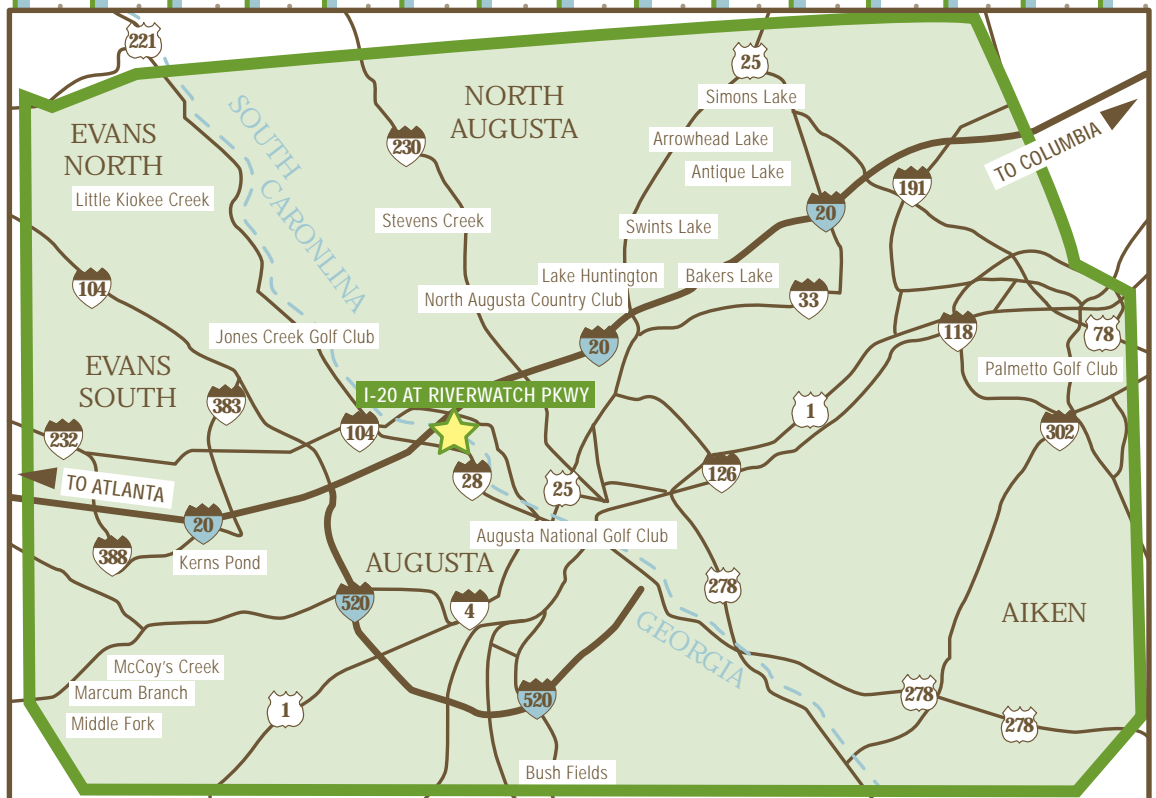 221
25
NORTH
AUGUSTA
Simons Lake
SOUTH
CARONLINA
EVANS
NORTH
230
Arrowhead Lake
TO COLUMBIA
Antique Lake
191
Little Kiokee Creek
20
Stevens Creek
Swints Lake
Lake Huntington
Bakers Lake
104
North Augusta Country Club
33
Jones Creek Golf Club
118
78
20
EVANS
SOUTH
Palmetto Golf Club
I-20 AT RIVERWATCH PKWY
383
1
104
302
232
126
28
25
TO ATLANTA
20
Augusta National Golf Club
388
Kerns Pond
AUGUSTA
278
520
4
GEORGIA
AIKEN
McCoy's Creek
Marcum Branch
278
520
1
Middle Fork
278
Bush Fields